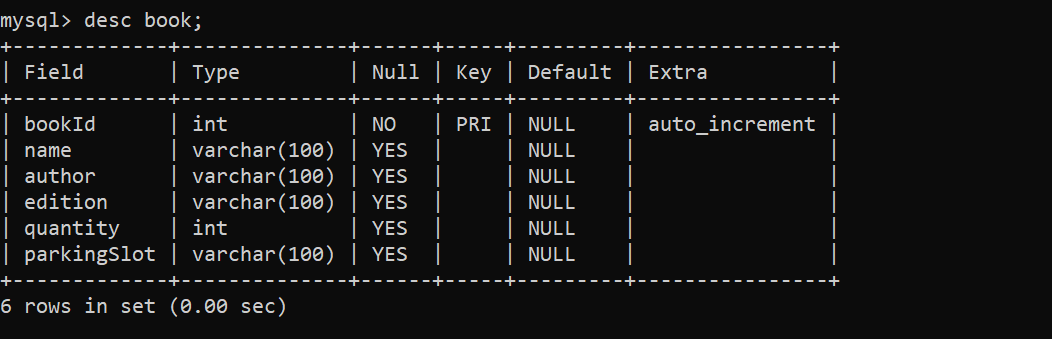 mysql> desc book;
+-------------+--------------+------+-----+---------+----------------+
| Field       | Type         | Null | Key | Default | Extra          |
+-------------+--------------+------+-----+---------+----------------+
| bookId      | int          | NO   | PRI | NULL    | auto_increment |
| name        | varchar(100) | YES  |     | NULL    |                |
| author      | varchar(100) | YES  |     | NULL    |                |
| edition     | varchar(100) | YES  |     | NULL    |                |
| quantity    | int          | YES  |     | NULL    |                |
| parkingSlot | varchar(100) | YES  |     | NULL    |                |
+-------------+--------------+------+-----+---------+----------------+
6 rows in set (0.00 sec)